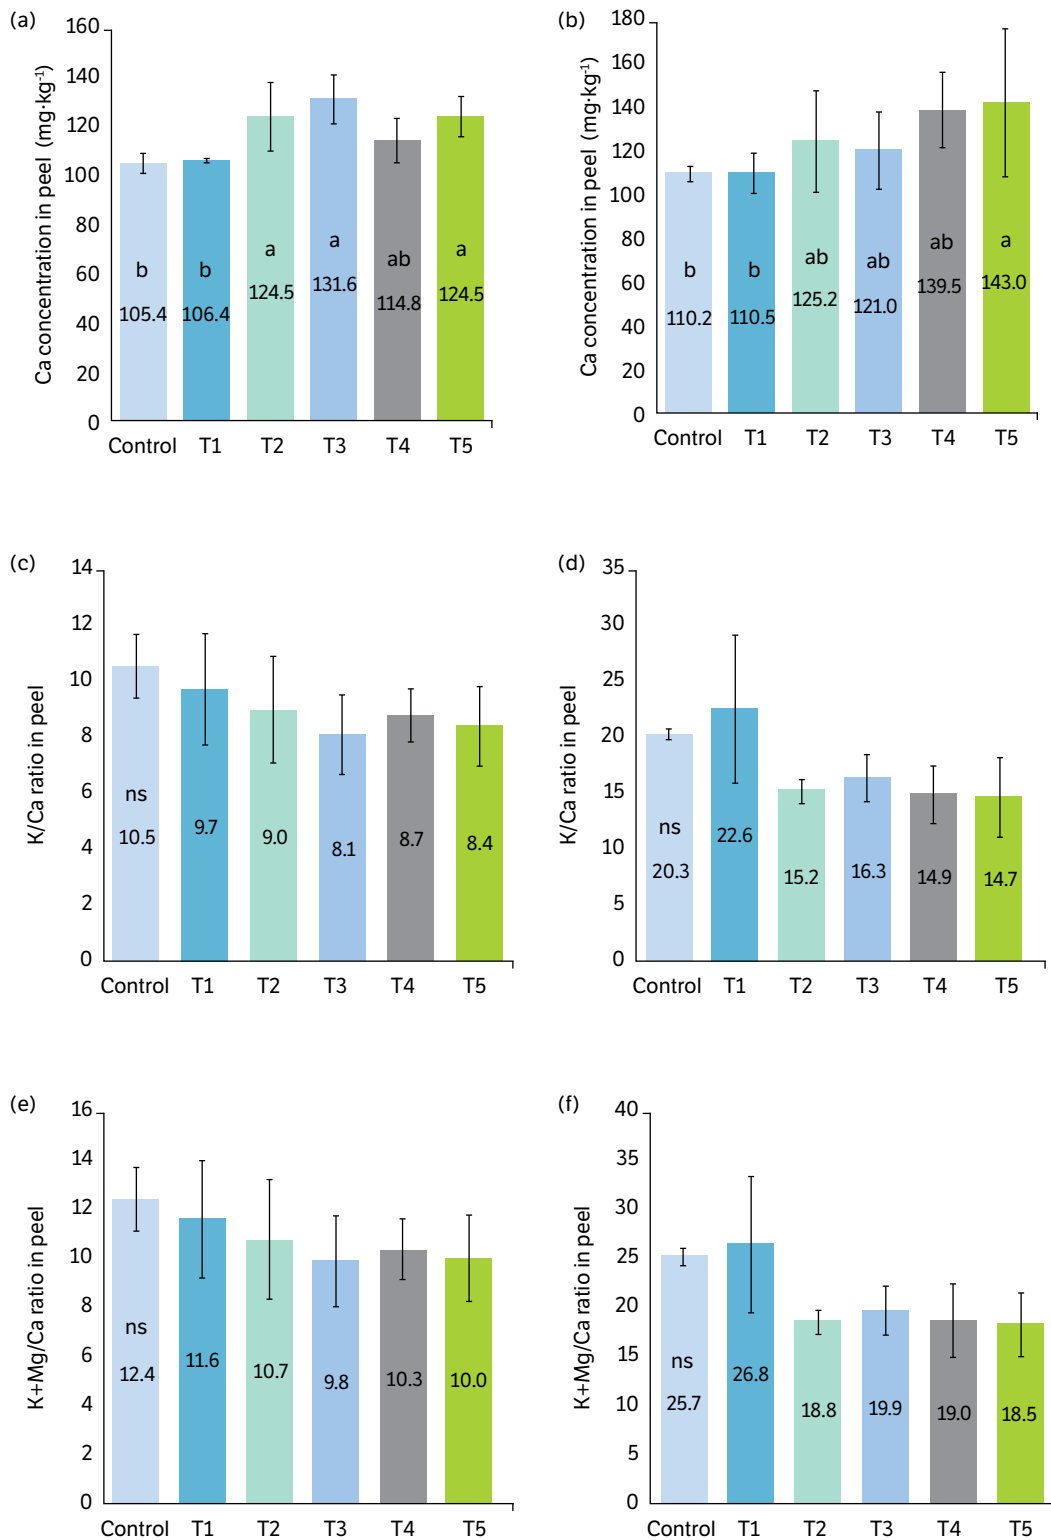 (a)
Ca concentration in peel (mg·kg⁻¹)
160
140
120
100
80
60
40
20
0
b
105.4
b
106.4
a
124.5
a
131.6
ab
114.8
a
124.5
Control T1 T2 T3 T4 T5
(b)
Ca concentration in peel (mg·kg⁻¹)
180
160
140
120
100
80
60
40
20
0
b
110.2
b
110.5
ab
125.2
ab
121.0
ab
139.5
a
143.0
Control T1 T2 T3 T4 T5
(c)
K/Ca ratio in peel
14
12
10
8
6
4
2
0
ns
10.5
9.7
9.0
8.1
8.7
8.4
Control T1 T2 T3 T4 T5
(d)
K/Ca ratio in peel
35
30
25
20
15
10
5
0
ns
20.3
22.6
15.2
16.3
14.9
14.7
Control T1 T2 T3 T4 T5
(e)
K+Mg/Ca ratio in peel
16
14
12
10
8
6
4
2
0
ns
12.4
11.6
10.7
9.8
10.3
10.0
Control T1 T2 T3 T4 T5
(f)
K+Mg/Ca ratio in peel
40
35
30
25
20
15
10
5
0
ns
25.7
26.8
18.8
19.9
19.0
18.5
Control T1 T2 T3 T4 T5